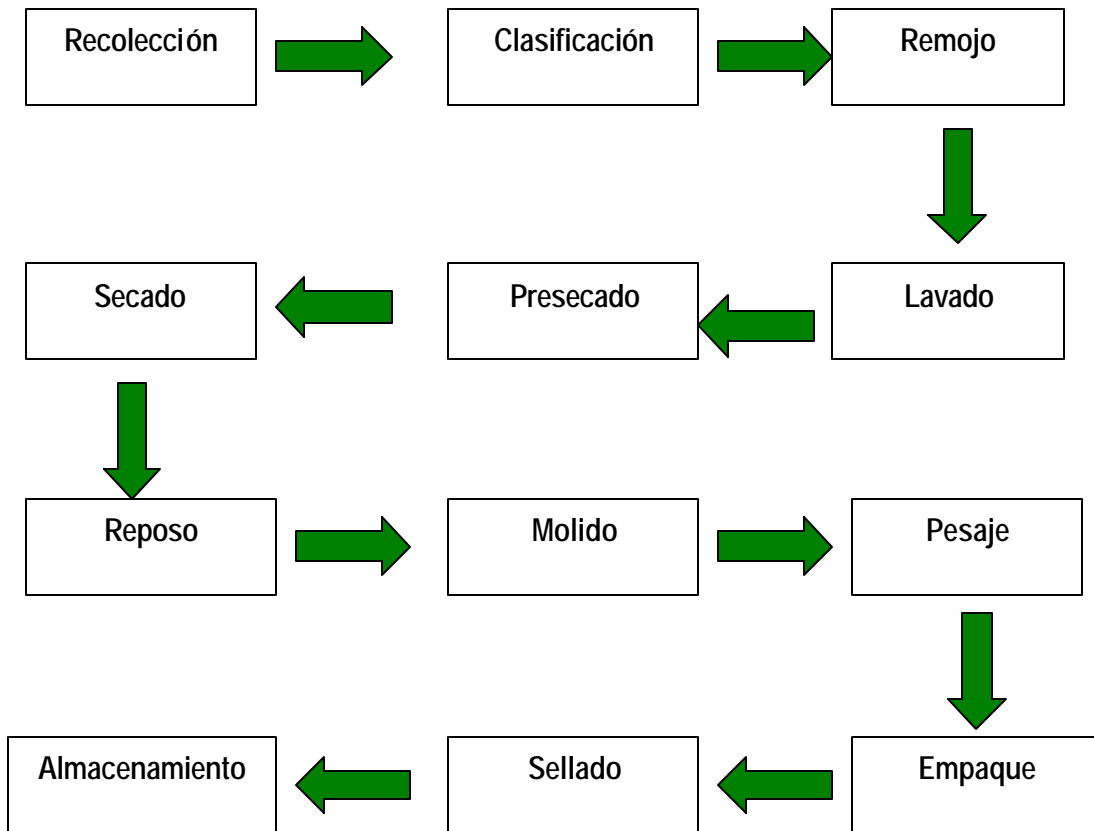 Recolección
Clasificación
Remojo
Secado
Presecado
Lavado
Reposo
Molido
Pesaje
Almacenamiento
Sellado
Empaque